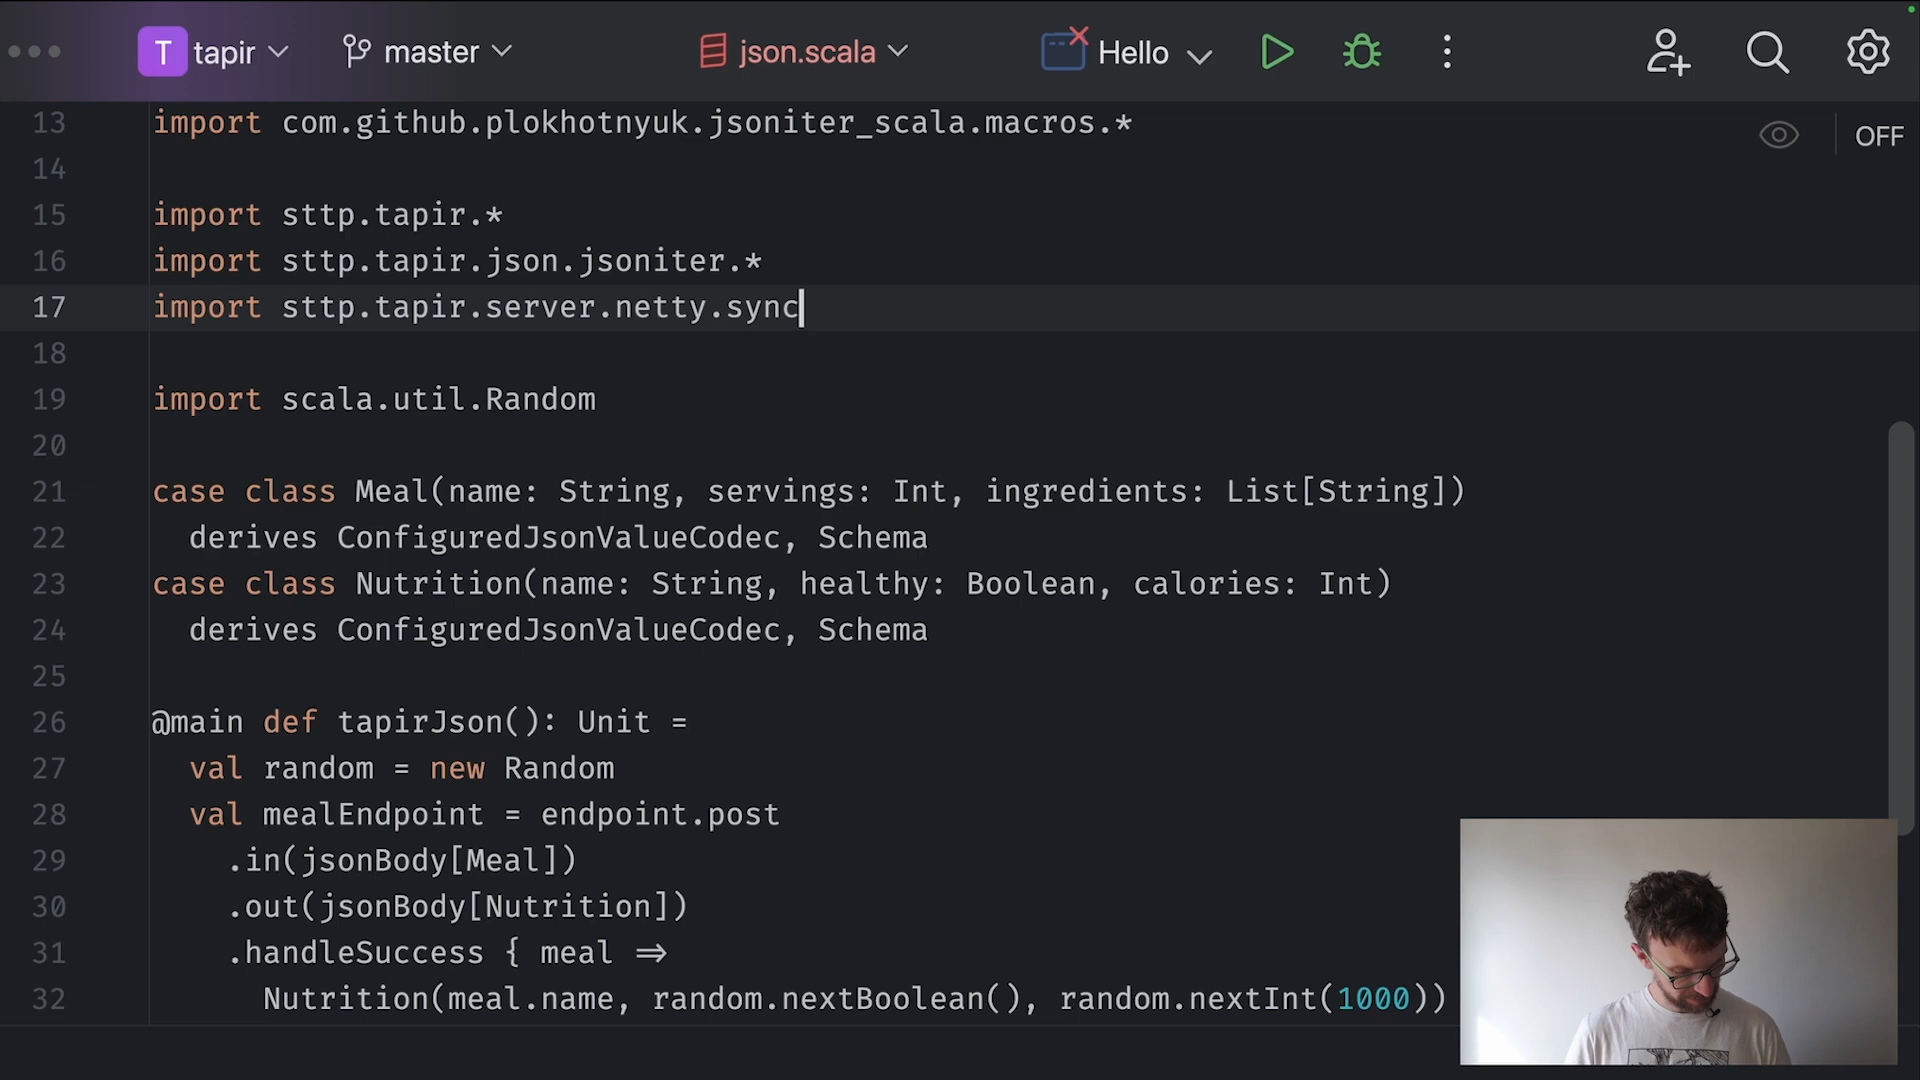 T tapir master json.scala Hello
13 import com.github.plokhotnyuk.jsoniter_scala.macros.*
OFF
14
15 import sttp.tapir.*
16 import sttp.tapir.json.jsoniter.*
17 import sttp.tapir.server.netty.sync
18
19 import scala.util.Random
20
21 case class Meal(name: String, servings: Int, ingredients: List[String])
22   derives ConfiguredJsonValueCodec, Schema
23 case class Nutrition(name: String, healthy: Boolean, calories: Int)
24   derives ConfiguredJsonValueCodec, Schema
25
26 @main def tapirJson(): Unit =
27   val random = new Random
28   val mealEndpoint = endpoint.post
29     .in(jsonBody[Meal])
30     .out(jsonBody[Nutrition])
31     .handleSuccess { meal ⇒
32       Nutrition(meal.name, random.nextBoolean(), random.nextInt(1000))